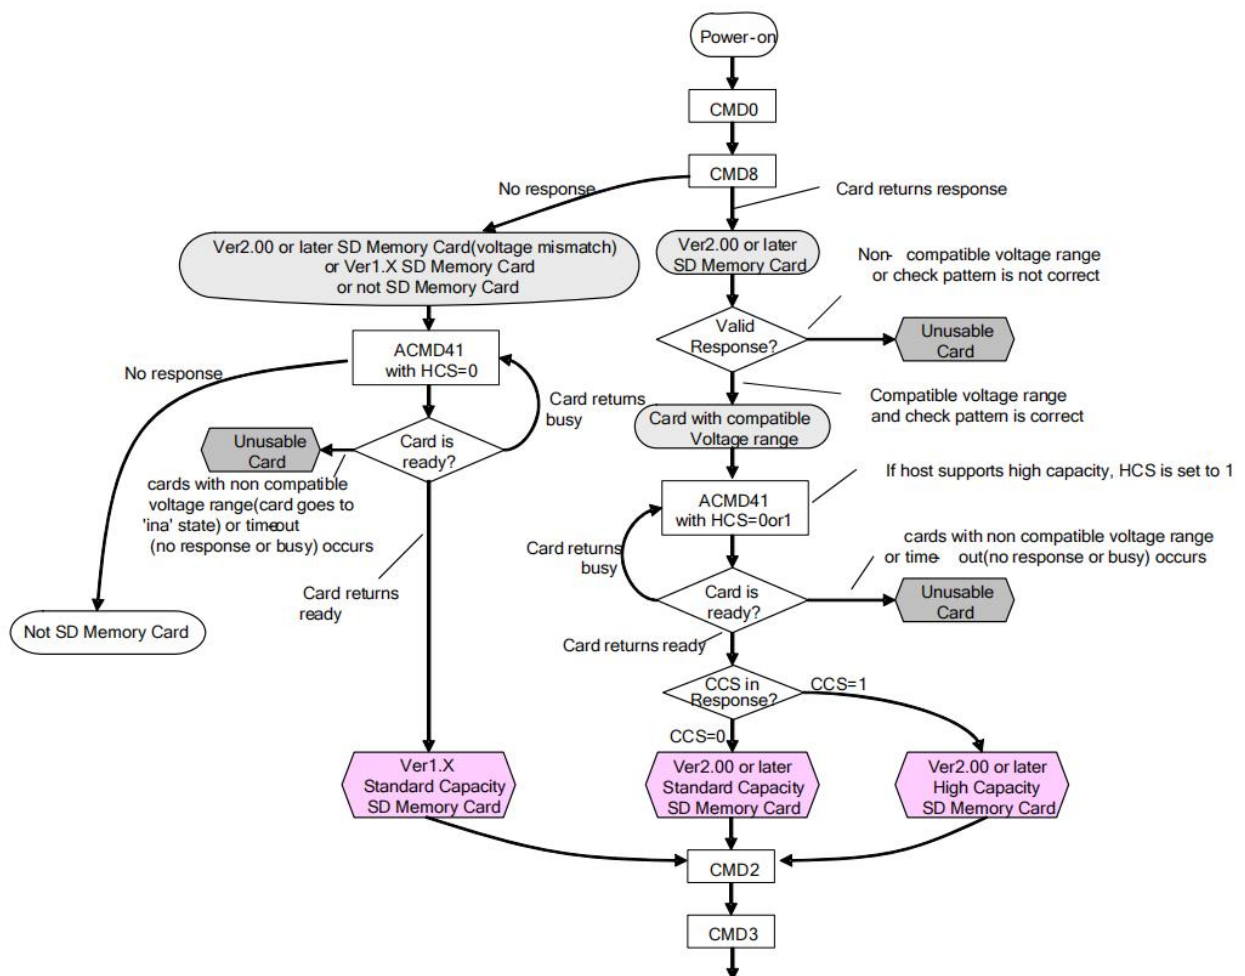 Power-on
CMD0
CMD8
No response
Card returns response
Ver2.00 or later SD Memory Card(voltage mismatch)
or Ver1.X SD Memory Card
or not SD Memory Card
Ver2.00 or later
SD Memory Card
Non- compatible voltage range
or check pattern is not correct
Valid
Response?
Unusable
Card
ACMD41
with HCS=0
No response
Card returns
busy
Compatible voltage range
and check pattern is correct
Card with compatible
Voltage range
Unusable
Card
Card is
ready?
cards with non compatible
voltage range(card goes to
'ina' state) or timeout
(no response or busy) occurs
If host supports high capacity, HCS is set to 1
ACMD41
with HCS=0or1
Card returns
busy
cards with non compatible voltage range
or time- out(no response or busy) occurs
Card returns
ready
Card is
ready?
Unusable
Card
Not SD Memory Card
Card returns ready
CCS in
Response?
CCS=1
CCS=0
Ver1.X
Standard Capacity
SD Memory Card
Ver2.00 or later
Standard Capacity
SD Memory Card
Ver2.00 or later
High Capacity
SD Memory Card
CMD2
CMD3